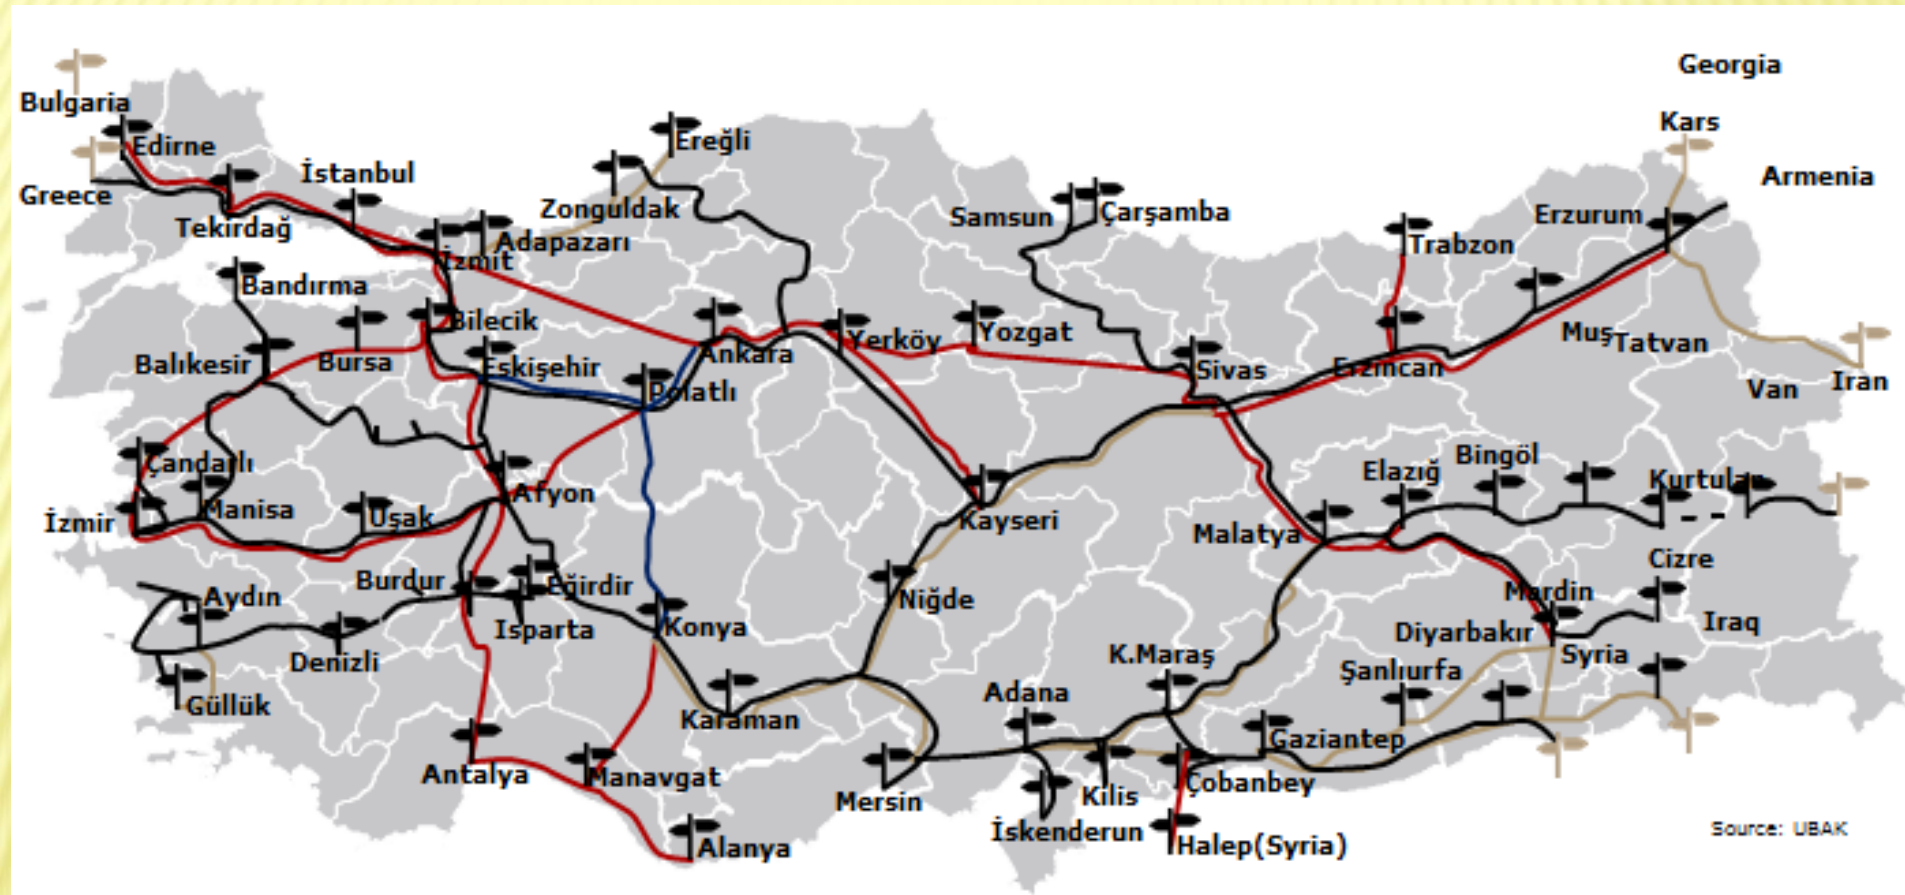 Georgia
Bulgaria
Kars
Edirne
Ereğli
İstanbul
Armenia
Greece
Zonguldak
Samsun
Çarşamba
Erzurum
Tekirdağ
Adapazarı
Trabzon
İzmit
Bandırma
Bilecik
Yozgat
Yerköy
Muş
Tatvan
Balıkesir
Bursa
Eskişehir
Ankara
Sivas
Erzincan
Van
Iran
Polatlı
Çandarlı
Elazığ
Bingöl
Kurtulan
Afyon
İzmir
Manisa
Uşak
Kayseri
Malatya
Cizre
Burdur
Eğirdir
Mardin
Aydın
Niğde
Isparta
Konya
Diyarbakır
Iraq
Denizli
K.Maraş
Syria
Şanlıurfa
Güllük
Karaman
Adana
Gaziantep
Antalya
Manavgat
Mersin
Kilis
Çobanbey
İskenderun
Source: UBAK
Alanya
Halep(Syria)